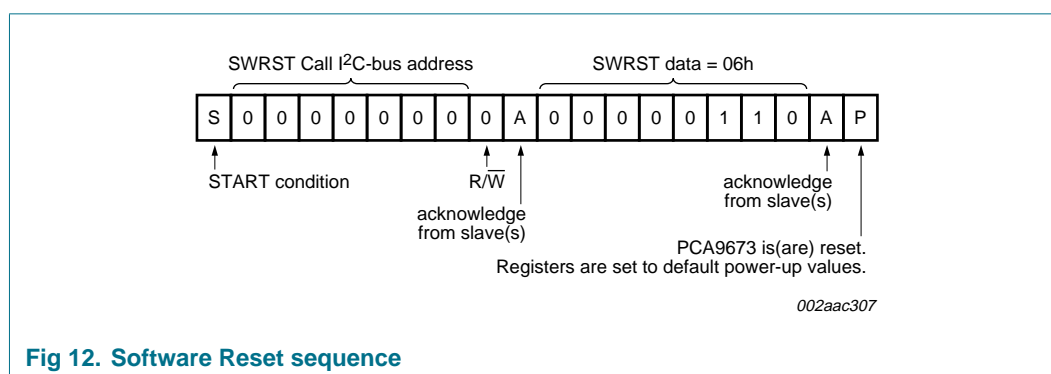 SWRST Call I2C-bus address
SWRST data = 06h
S 0 0 0 0 0 0 0 0 A 0 0 0 0 0 1 1 0 A P
START condition
R/W
acknowledge
from slave(s)
acknowledge
from slave(s)
PCA9673 is(are) reset.
Registers are set to default power-up values.
002aac307
Fig 12. Software Reset sequence